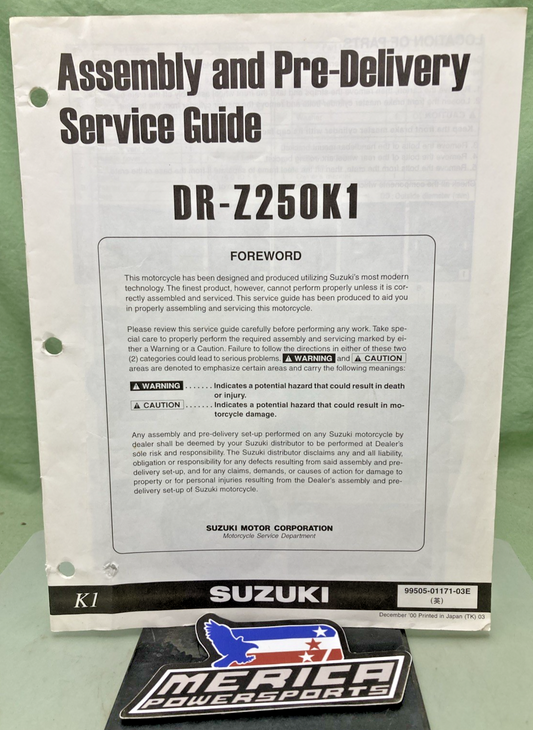 Assembly and Pre-Delivery
Service Guide
DR-Z250K1
FOREWORD
This motorcycle has been designed and produced utilizing Suzuki's most modern
technology. The finest product, however, cannot perform properly unless it is cor-
rectly assembled and serviced. This service guide has been produced to aid you
in properly assembling and servicing this motorcycle.
Please review this service guide carefully before performing any work. Take spe-
cial care to properly perform the required assembly and servicing marked by ei-
ther a Warning or a Caution. Failure to follow the directions in either of these two
(2) categories could lead to serious problems. ⚠ WARNING and ⚠ CAUTION
areas are denoted to emphasize certain areas and carry the following meanings:
⚠ WARNING ....... Indicates a potential hazard that could result in death
or injury.
⚠ CAUTION ....... Indicates a potential hazard that could result in mo-
torcycle damage.
Any assembly and pre-delivery set-up performed on any Suzuki motorcycle by
dealer shall be deemed by your Suzuki distributor to be performed at Dealer's
sole risk and responsibility. The Suzuki distributor disclaims any and all liability,
obligation or responsibility for any defects resulting from said assembly and pre-
delivery set-up, and for any claims, demands, or causes of action for damage to
property or for personal injuries resulting from the Dealer's assembly and pre-
delivery set-up of Suzuki motorcycle.
SUZUKI MOTOR CORPORATION
Motorcycle Service Department
K1
SUZUKI
99505-01171-03E
(英)
December '00 Printed in Japan (TK) 03
MERICA
POWERSPORTS